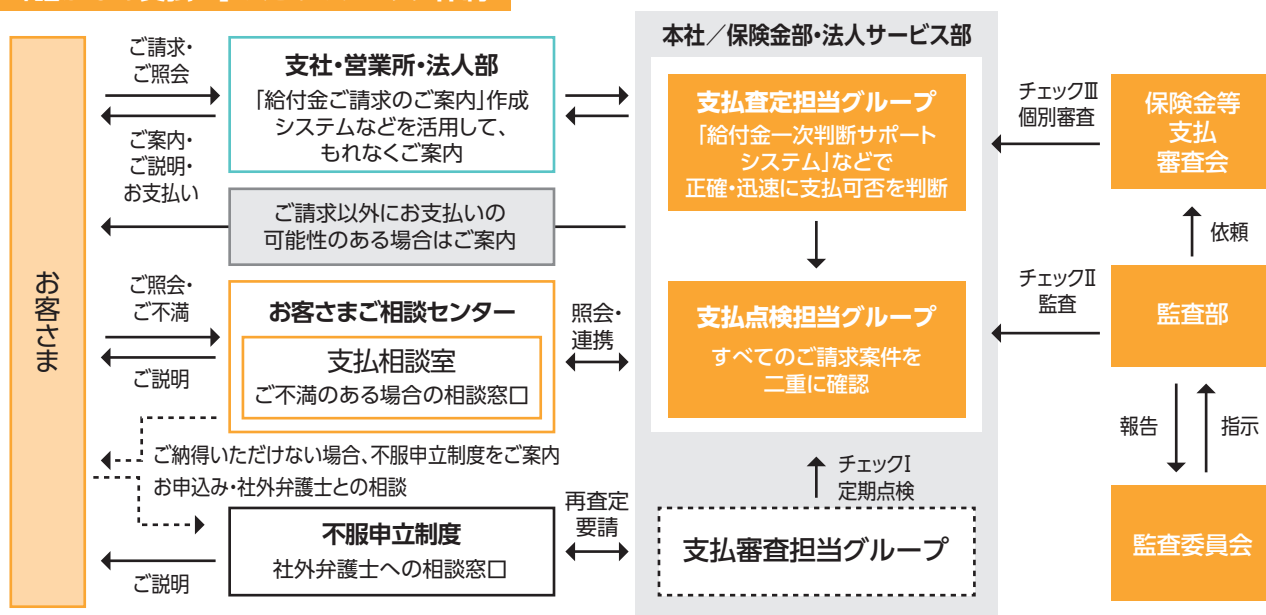 お客さま
ご請求・
ご照会
ご案内・
ご説明・
お支払い
支社・営業所・法人部
「給付金ご請求のご案内」作成
システムなどを活用して、
もれなくご案内
ご請求以外にお支払いの
可能性のある場合はご案内
ご照会・
ご不満
ご説明
お客さまご相談センター
支払相談室
ご不満のある場合の相談窓口
照会・
連携
ご納得いただけない場合、不服申立制度をご案内
お申込み・社外弁護士との相談
不服申立制度
社外弁護士への相談窓口
ご説明
再査定
要請
本社／保険金部・法人サービス部
支払査定担当グループ
「給付金一次判断サポート
システム」などで
正確・迅速に支払可否を判断
支払点検担当グループ
すべてのご請求案件を
二重に確認
チェックⅠ
定期点検
支払審査担当グループ
チェックⅢ
個別審査
保険金等
支払
審査会
依頼
チェックⅡ
監査
監査部
報告
指示
監査委員会